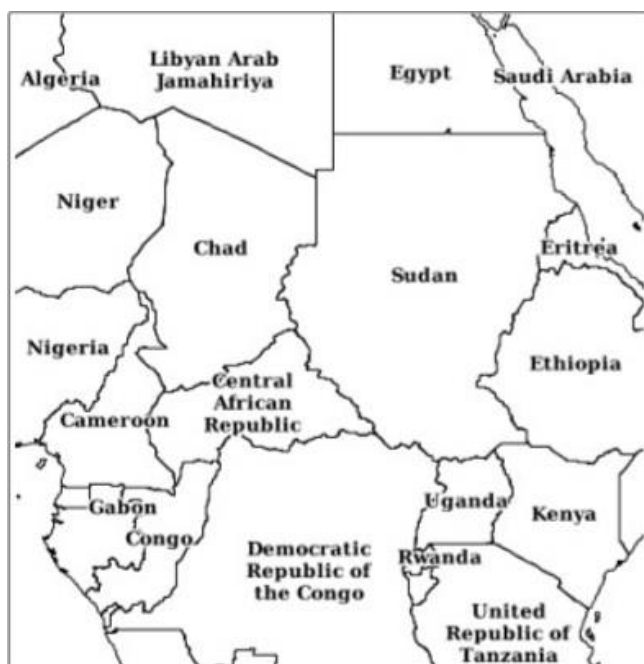 Algeria
Libyan Arab
Jamahiriya
Egypt
Saudi Arabia
Niger
Chad
Sudan
Eritrea
Nigeria
Ethiopia
Central
African
Republic
Cameroon
Gabon
Congo
Uganda
Kenya
Democratic
Republic of
the Congo
Rwanda
United
Republic of
Tanzania